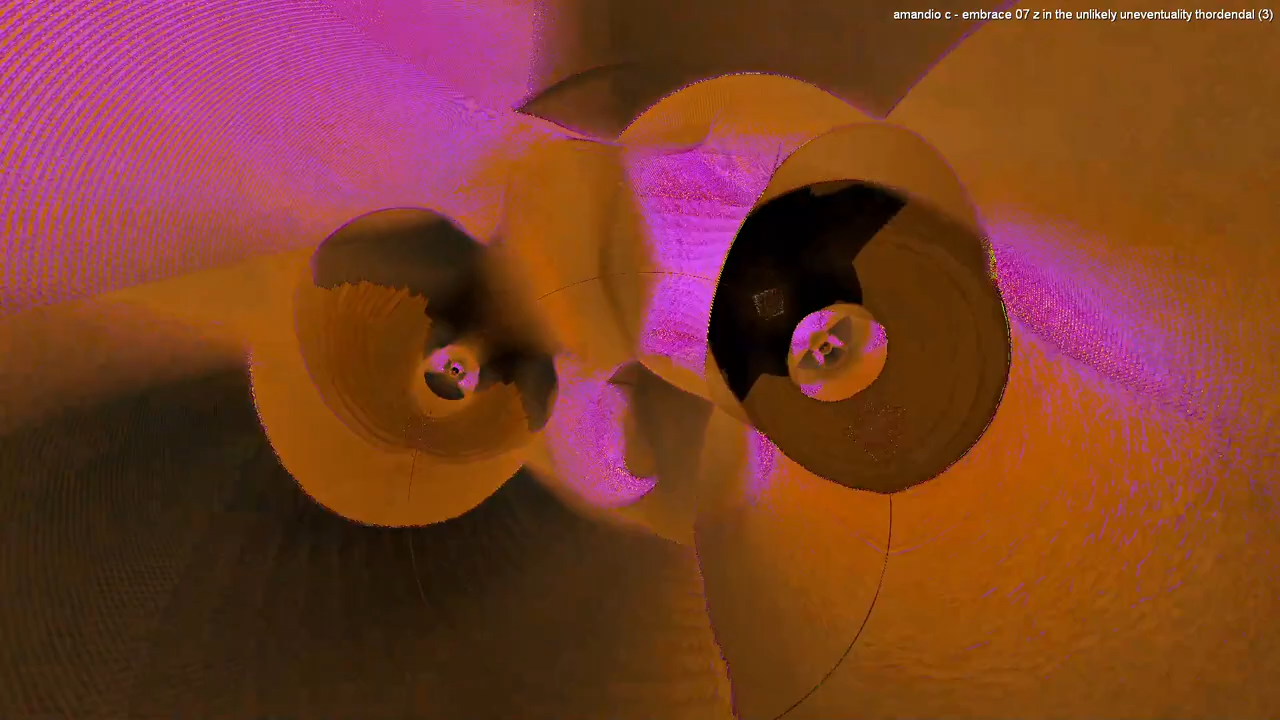 amandio c - embrace 07 z in the unlikely uneventuality thordendal (3)